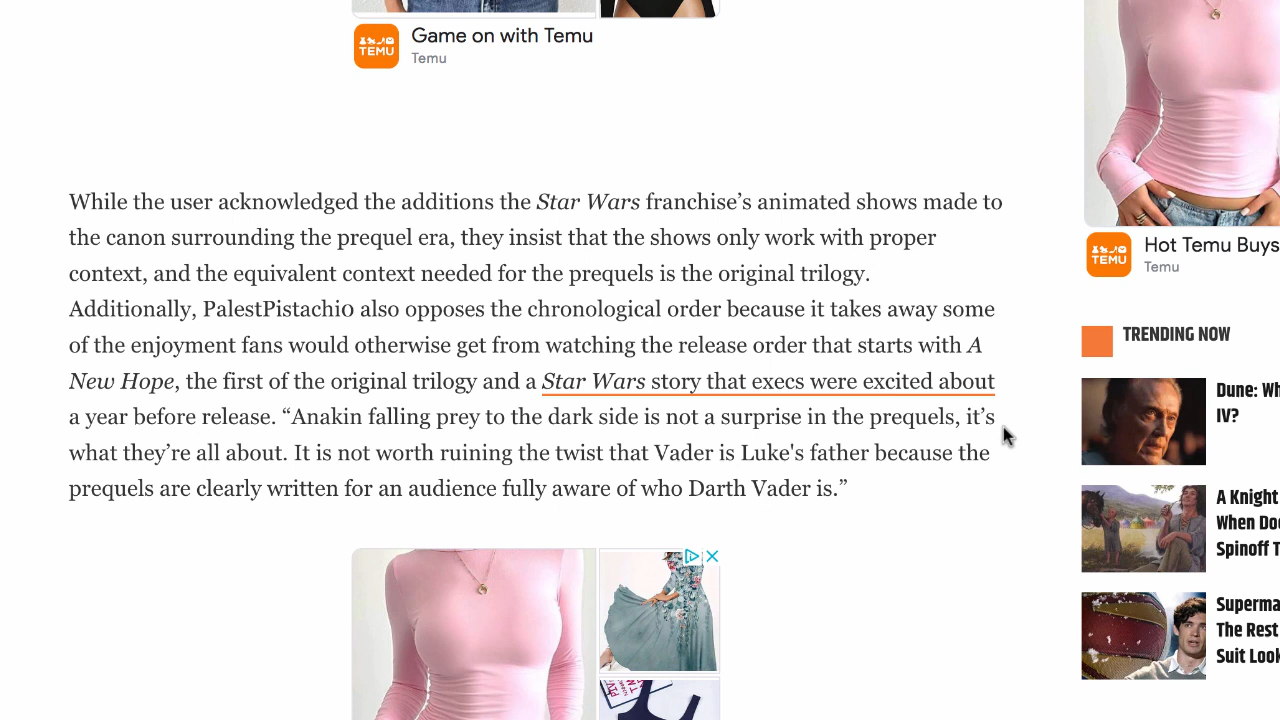 Game on with Temu
TEMU
Temu
While the user acknowledged the additions the Star Wars franchise’s animated shows made to
the canon surrounding the prequel era, they insist that the shows only work with proper
context, and the equivalent context needed for the prequels is the original trilogy.
Additionally, PalestPistachi0 also opposes the chronological order because it takes away some
of the enjoyment fans would otherwise get from watching the release order that starts with A
New Hope, the first of the original trilogy and a Star Wars story that execs were excited about
a year before release. “Anakin falling prey to the dark side is not a surprise in the prequels, it’s
what they’re all about. It is not worth ruining the twist that Vader is Luke's father because the
prequels are clearly written for an audience fully aware of who Darth Vader is.”
Hot Temu Buys
TEMU
Temu
TRENDING NOW
Dune: Wh
IV?
A Knight
When Doe
Spinoff T
Superma
The Rest
Suit Look